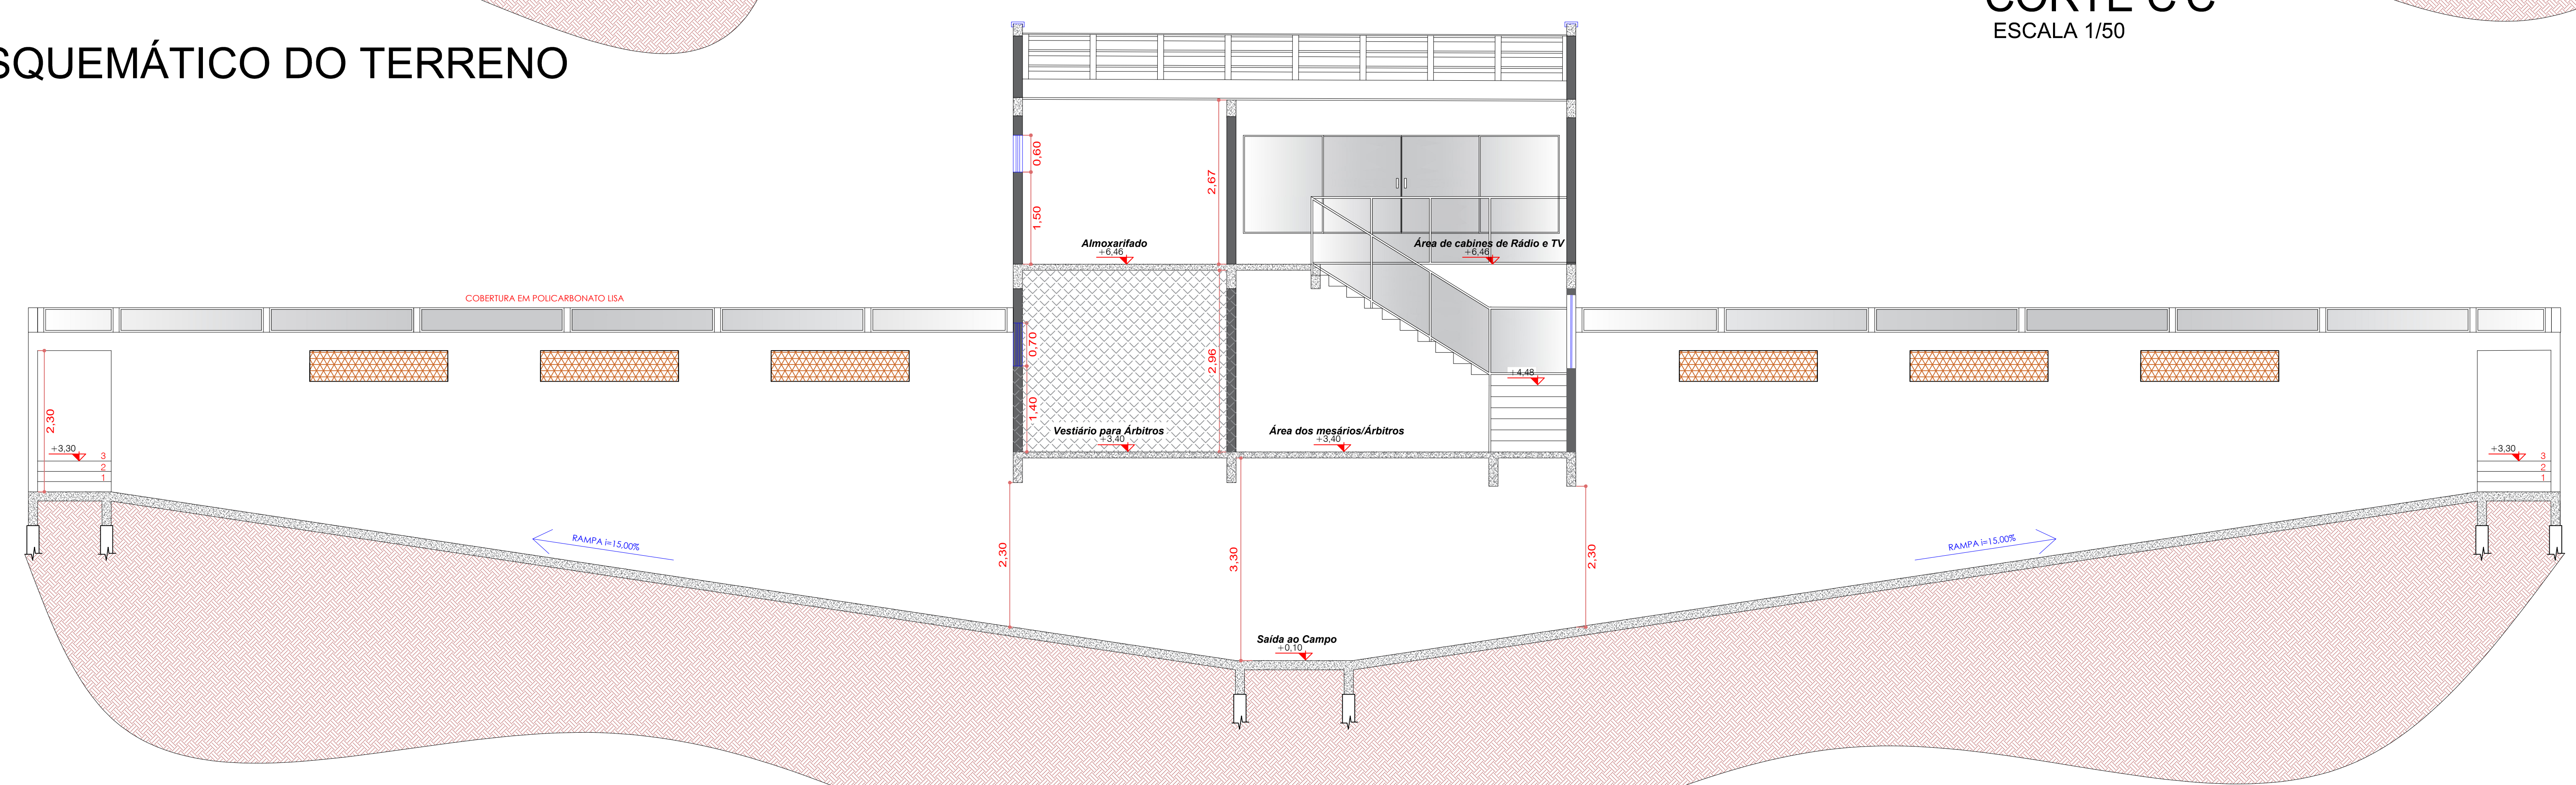 ESCALA 1/50
SQUEMÁTICO DO TERRENO
0,60
2,67
1,50
Almoxarifado
+6,46
Área de cabines de Rádio e TV
+6,46
COBERTURA EM POLICARBONATO LISA
0,70
2,96
+4,48
1,40
2,30
Vestiário para Árbitros
+3,40
Área dos mesários/Árbitros
+3,40
+3,30
3
2
1
+3,30
3
2
1
RAMPA i=15,00%
RAMPA i=15,00%
2,30
3,30
2,30
Saída ao Campo
+0,10